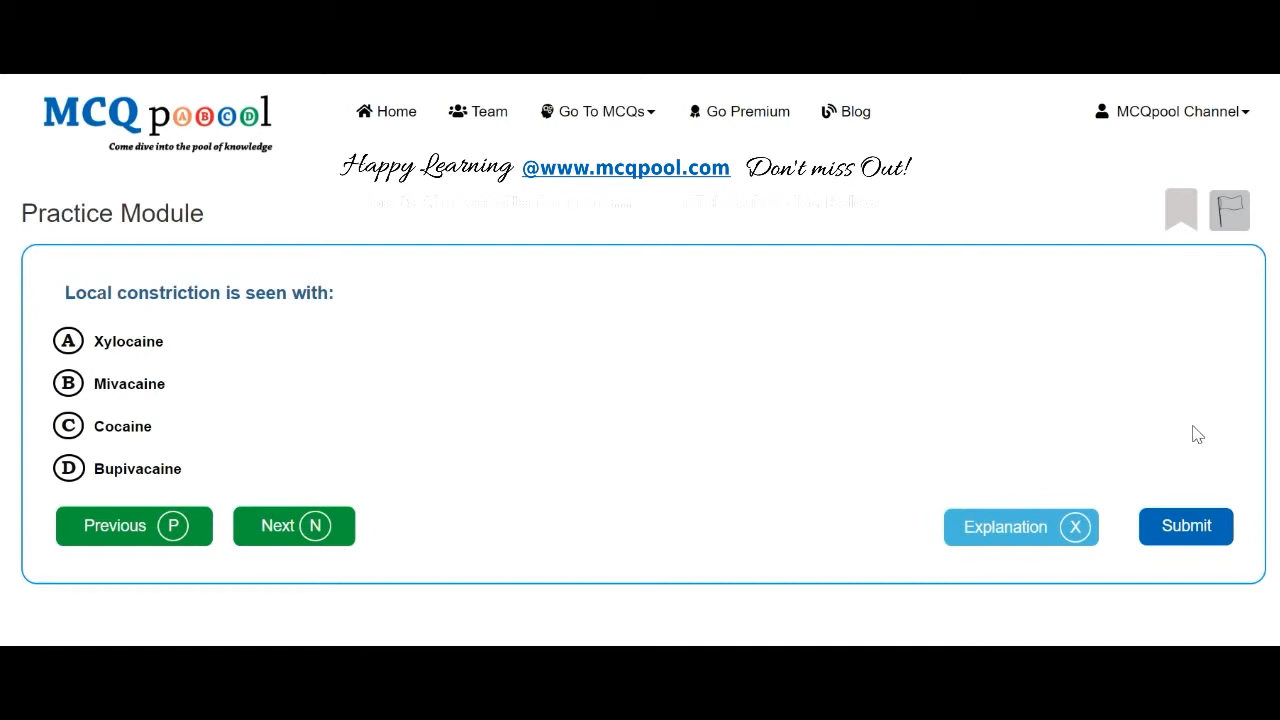 MCQ pABCDl
Come dive into the pool of knowledge
Home Team Go To MCQs Go Premium Blog MCQpool Channel
Happy Learning @www.mcqpool.com Don't miss Out!
Practice Module
Local constriction is seen with:
A Xylocaine
B Mivacaine
C Cocaine
D Bupivacaine
Previous P Next N Explanation X Submit